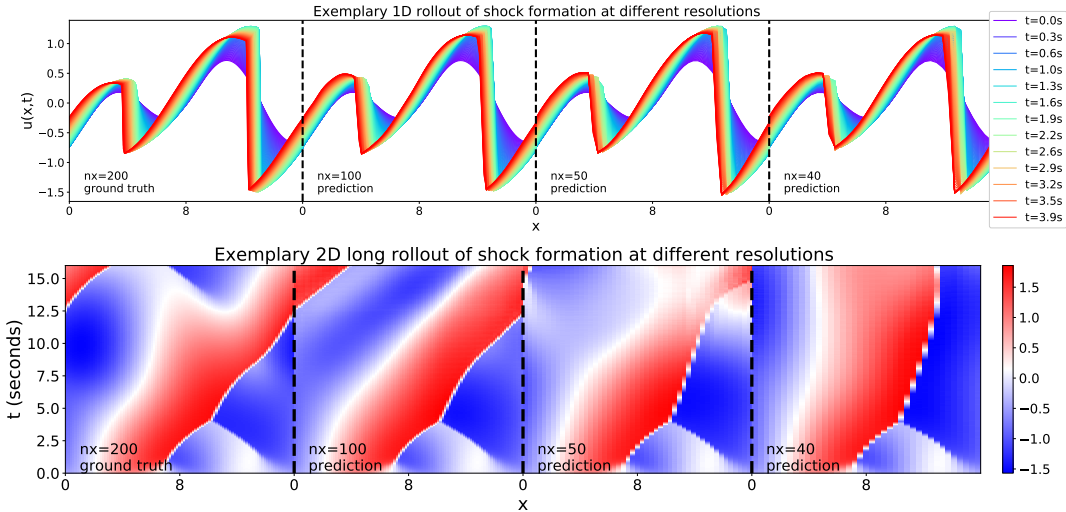 Exemplary 1D rollout of shock formation at different resolutions
u(x,t)
1.0
0.5
0.0
−0.5
−1.0
−1.5
nx=200
ground truth
nx=100
prediction
nx=50
prediction
nx=40
prediction
0 8 0 8 0 8 0 8
x
t=0.0s
t=0.3s
t=0.6s
t=1.0s
t=1.3s
t=1.6s
t=1.9s
t=2.2s
t=2.6s
t=2.9s
t=3.2s
t=3.5s
t=3.9s
Exemplary 2D long rollout of shock formation at different resolutions
t (seconds)
15.0
12.5
10.0
7.5
5.0
2.5
0.0
nx=200
ground truth
nx=100
prediction
nx=50
prediction
nx=40
prediction
0 8 0 8 0 8 0 8
x
1.5
1.0
0.5
0.0
−0.5
−1.0
−1.5